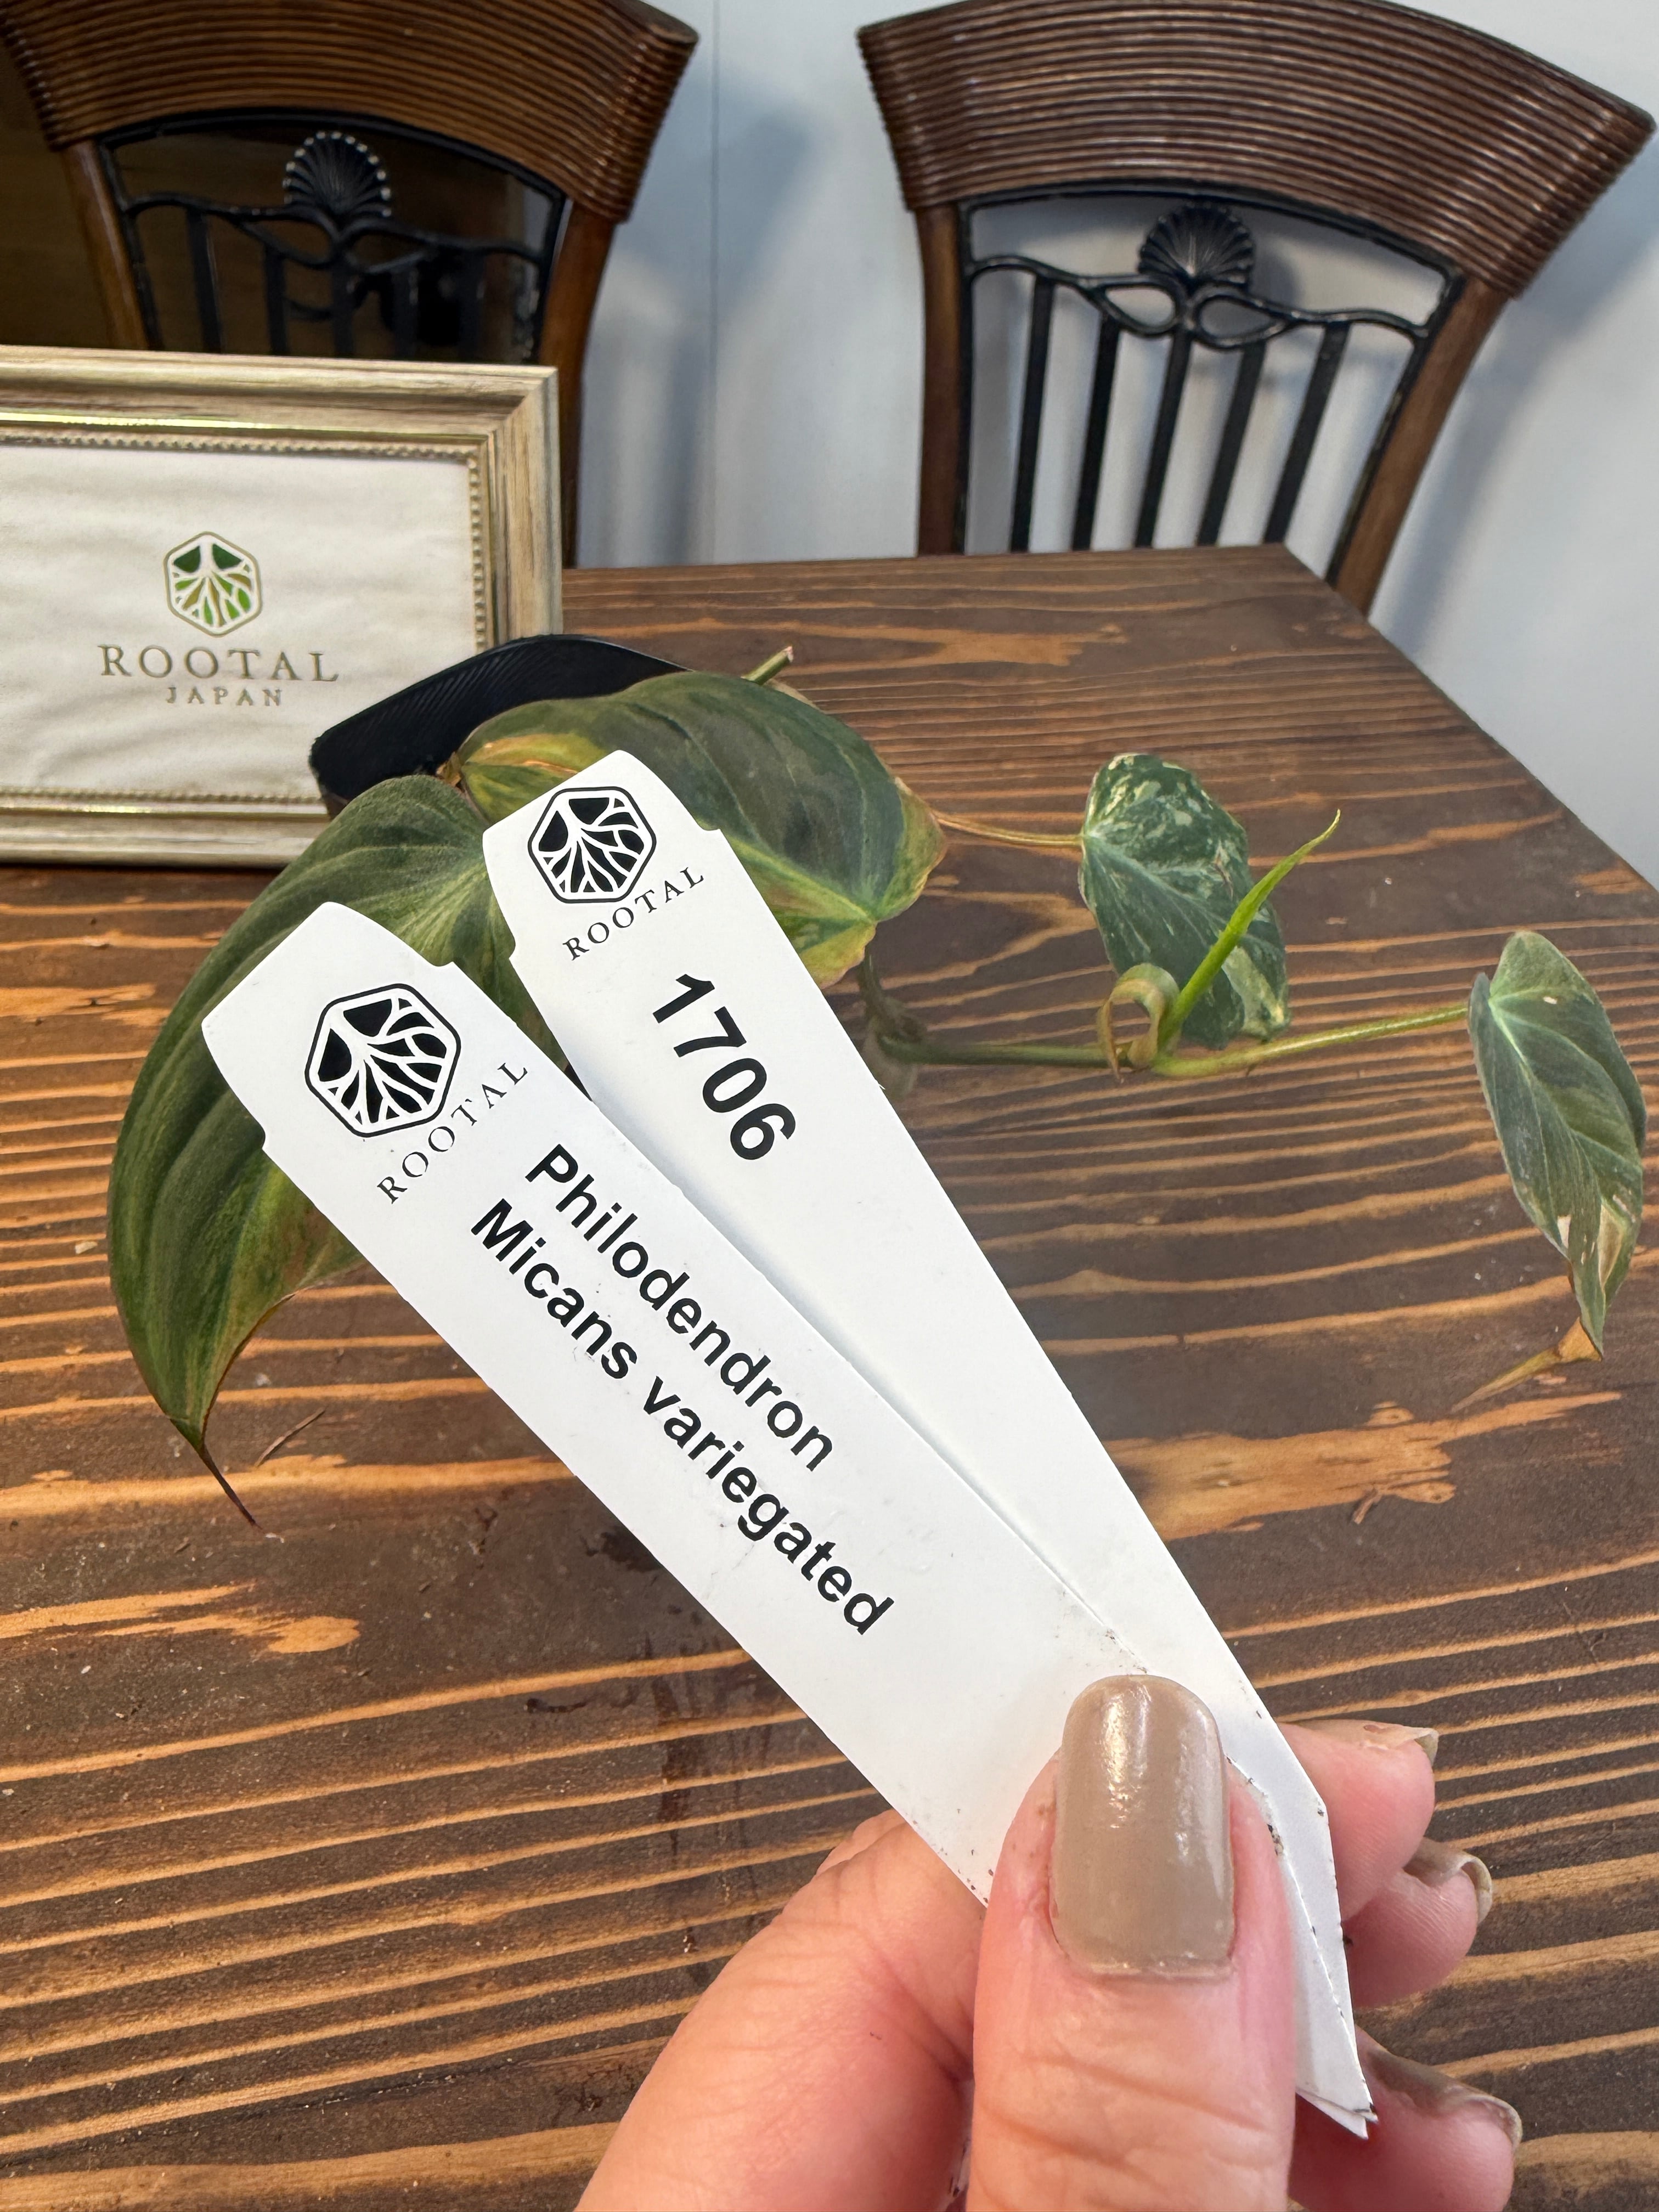 ROOTAL
JAPAN
ROOTAL
1706
ROOTAL
Philodendron
Micans variegated